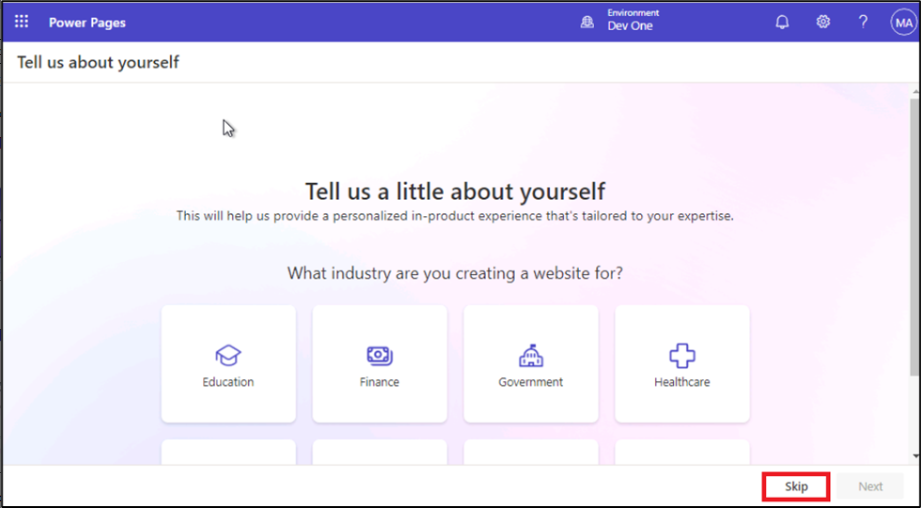 Power Pages
Environment
Dev One
?
MA
Tell us about yourself
Tell us a little about yourself
This will help us provide a personalized in-product experience that's tailored to your expertise.
What industry are you creating a website for?
Education
Finance
Government
Healthcare
Skip
Next